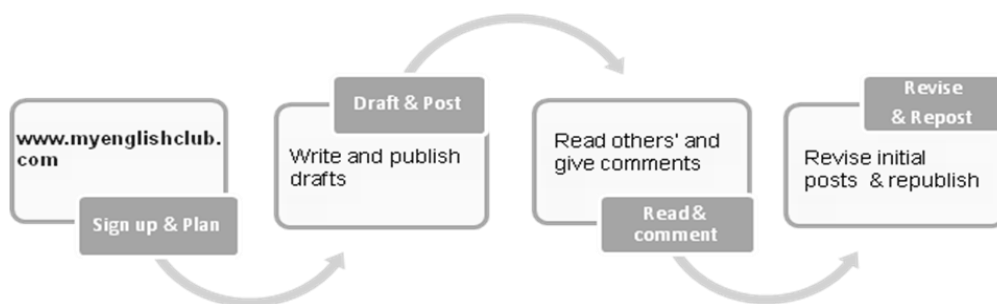 www.myenglishclub.
com
Sign up & Plan
Draft & Post
Write and publish
drafts
Read others' and
give comments
Read &
comment
Revise
& Repost
Revise initial
posts & republish